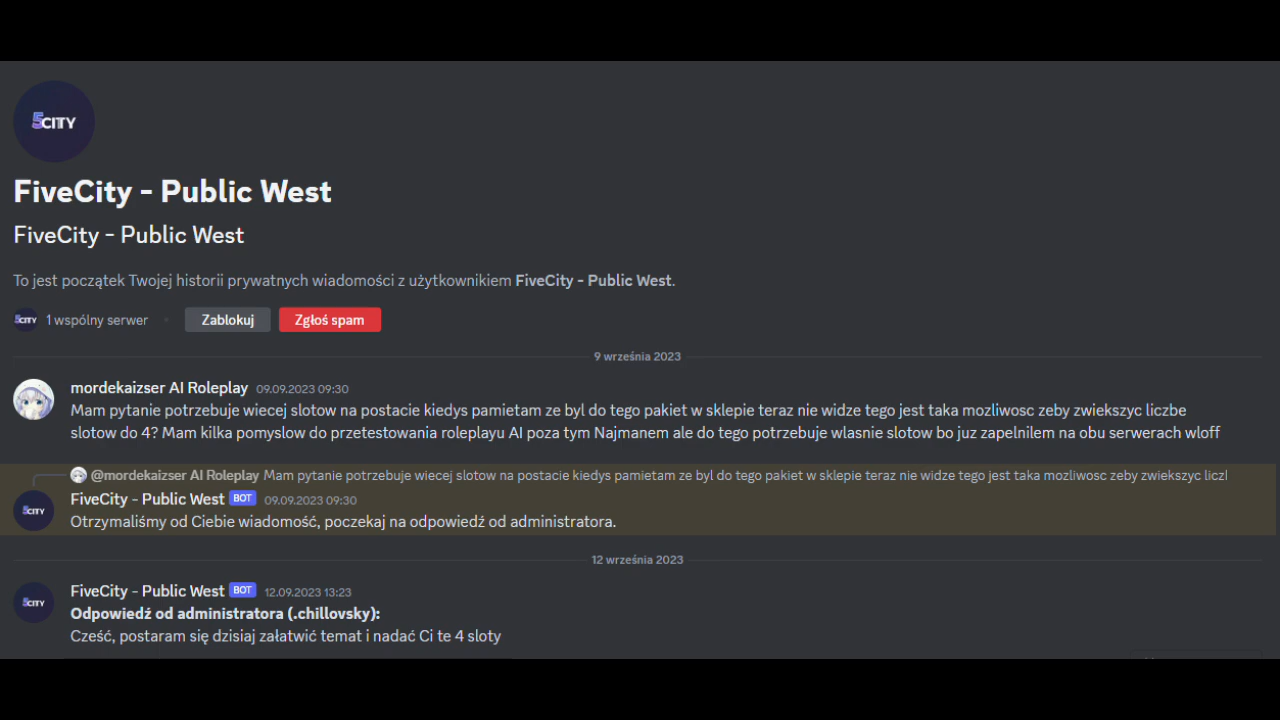 5CITY
FiveCity - Public West
FiveCity - Public West
To jest początek Twojej historii prywatnych wiadomości z użytkownikiem FiveCity - Public West.
5CITY 1 wspólny serwer Zablokuj Zgłoś spam
9 września 2023
mordekaizser AI Roleplay 09.09.2023 09:30
Mam pytanie potrzebuje wiecej slotow na postacie kiedys pamietam ze byl do tego pakiet w sklepie teraz nie widze tego jest taka mozliwosc zeby zwiekszyc liczbe
slotow do 4? Mam kilka pomyslow do przetestowania roleplayu AI poza tym Najmanem ale do tego potrzebuje wlasnie slotow bo juz zapelnilem na obu serwerach wloff
@mordekaizser AI Roleplay Mam pytanie potrzebuje wiecej slotow na postacie kiedys pamietam ze byl do tego pakiet w sklepie teraz nie widze tego jest taka mozliwosc zeby zwiekszyc liczl
5CITY FiveCity - Public West BOT 09.09.2023 09:30
Otrzymaliśmy od Ciebie wiadomość, poczekaj na odpowiedź od administratora.
12 września 2023
5CITY FiveCity - Public West BOT 12.09.2023 13:23
Odpowiedź od administratora (.chillovsky):
Cześć, postaram się dzisiaj załatwić temat i nadać Ci te 4 sloty